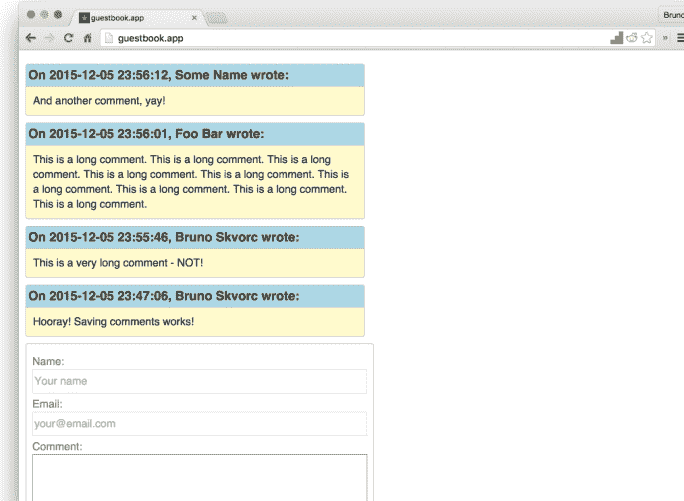 guestbook.app
Bruno
guestbook.app
On 2015-12-05 23:56:12, Some Name wrote:
And another comment, yay!
On 2015-12-05 23:56:01, Foo Bar wrote:
This is a long comment. This is a long comment. This is a long
comment. This is a long comment. This is a long comment. This is
a long comment. This is a long comment. This is a long comment.
This is a long comment.
On 2015-12-05 23:55:46, Bruno Skvorc wrote:
This is a very long comment - NOT!
On 2015-12-05 23:47:06, Bruno Skvorc wrote:
Hooray! Saving comments works!
Name:
Your name
Email:
your@email.com
Comment: